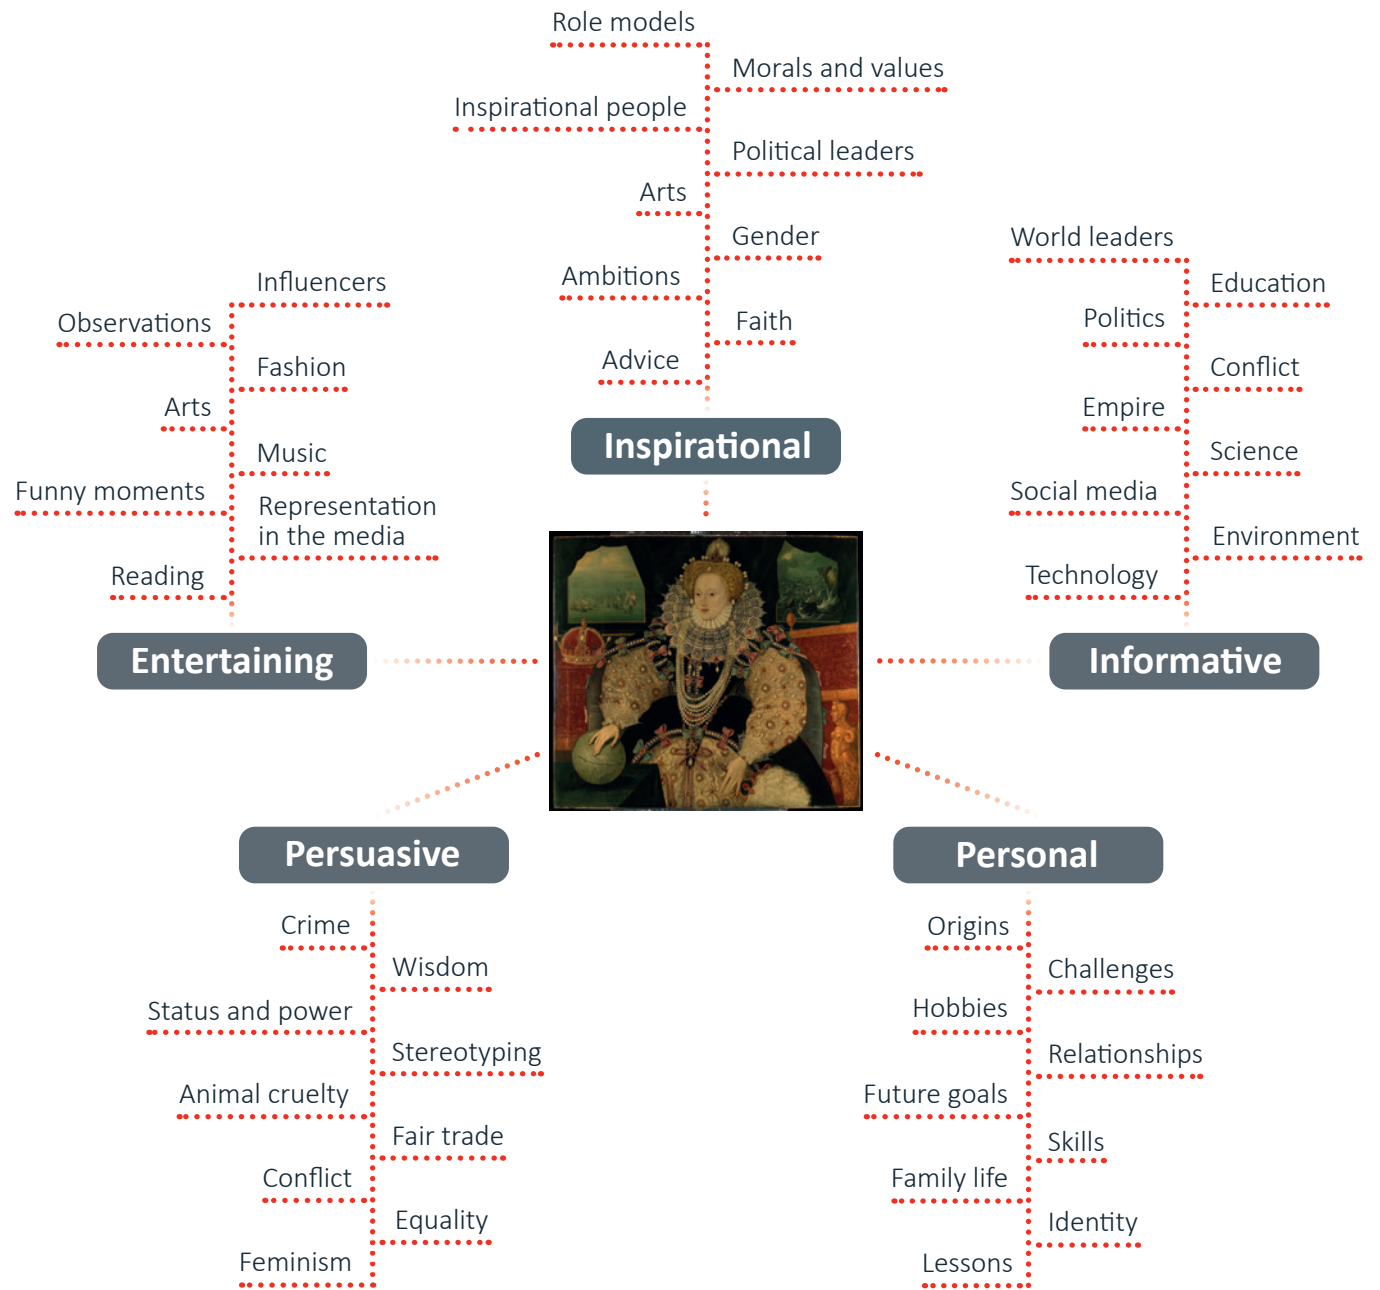 Role models
Morals and values
Inspirational people
Political leaders
Arts
Gender
Ambitions
Faith
Advice
Inspirational
Influencers
Observations
Fashion
Arts
Music
Funny moments
Representation
in the media
Reading
Entertaining
World leaders
Education
Politics
Conflict
Empire
Science
Social media
Environment
Technology
Informative
Persuasive
Crime
Wisdom
Status and power
Stereotyping
Animal cruelty
Fair trade
Conflict
Equality
Feminism
Personal
Origins
Challenges
Hobbies
Relationships
Future goals
Skills
Family life
Identity
Lessons